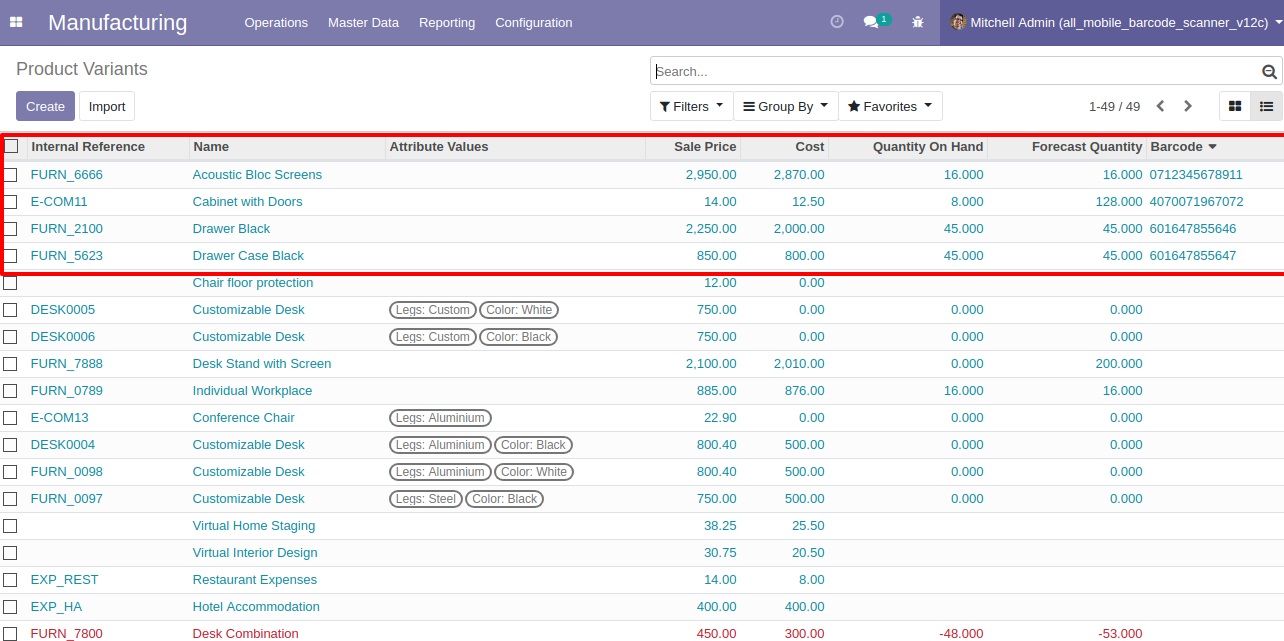 Manufacturing Operations Master Data Reporting Configuration 1 Mitchell Admin (all_mobile_barcode_scanner_v12c)
Product Variants Search...
Create Import Filters Group By Favorites 1-49 / 49
Internal Reference Name Attribute Values Sale Price Cost Quantity On Hand Forecast Quantity Barcode
FURN_6666 Acoustic Bloc Screens 2,950.00 2,870.00 16.000 16.000 0712345678911
E-COM11 Cabinet with Doors 14.00 12.50 8.000 128.000 4070071967072
FURN_2100 Drawer Black 2,250.00 2,000.00 45.000 45.000 601647855646
FURN_5623 Drawer Case Black 850.00 800.00 45.000 45.000 601647855647
Chair floor protection 12.00 0.00
DESK0005 Customizable Desk Legs: Custom Color: White 750.00 0.00 0.000 0.000
DESK0006 Customizable Desk Legs: Custom Color: Black 750.00 0.00 0.000 0.000
FURN_7888 Desk Stand with Screen 2,100.00 2,010.00 0.000 200.000
FURN_0789 Individual Workplace 885.00 876.00 16.000 16.000
E-COM13 Conference Chair Legs: Aluminium 22.90 0.00 0.000 0.000
DESK0004 Customizable Desk Legs: Aluminium Color: Black 800.40 500.00 0.000 0.000
FURN_0098 Customizable Desk Legs: Aluminium Color: White 800.40 500.00 0.000 0.000
FURN_0097 Customizable Desk Legs: Steel Color: Black 750.00 500.00 0.000 0.000
Virtual Home Staging 38.25 25.50
Virtual Interior Design 30.75 20.50
EXP_REST Restaurant Expenses 14.00 8.00
EXP_HA Hotel Accommodation 400.00 400.00
FURN_7800 Desk Combination 450.00 300.00 -48.000 -53.000